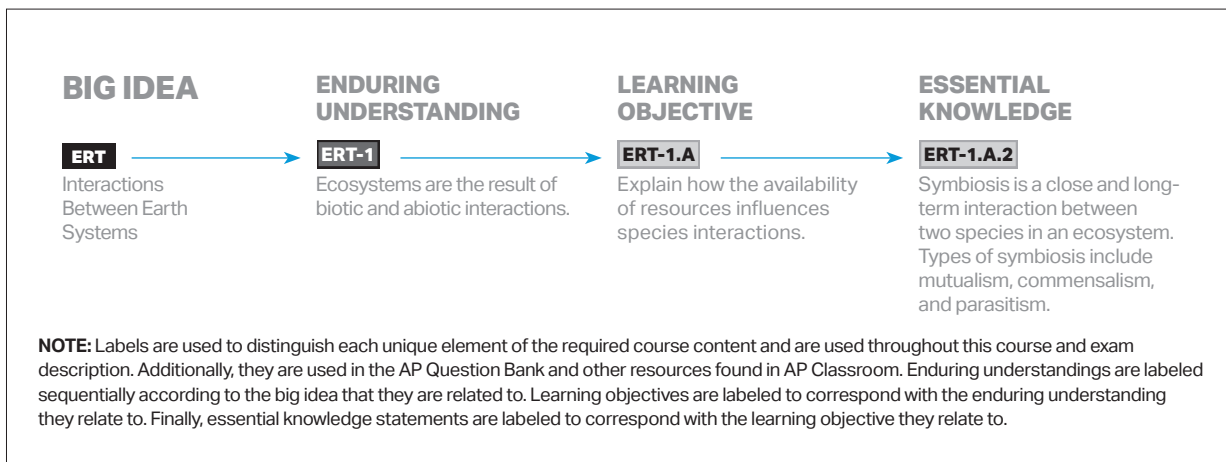 BIG IDEA
ERT
Interactions
Between Earth
Systems
ENDURING
UNDERSTANDING
ERT-1
Ecosystems are the result of
biotic and abiotic interactions.
LEARNING
OBJECTIVE
ERT-1.A
Explain how the availability
of resources influences
species interactions.
ESSENTIAL
KNOWLEDGE
ERT-1.A.2
Symbiosis is a close and long-
term interaction between
two species in an ecosystem.
Types of symbiosis include
mutualism, commensalism,
and parasitism.
NOTE: Labels are used to distinguish each unique element of the required course content and are used throughout this course and exam
description. Additionally, they are used in the AP Question Bank and other resources found in AP Classroom. Enduring understandings are labeled
sequentially according to the big idea that they are related to. Learning objectives are labeled to correspond with the enduring understanding
they relate to. Finally, essential knowledge statements are labeled to correspond with the learning objective they relate to.